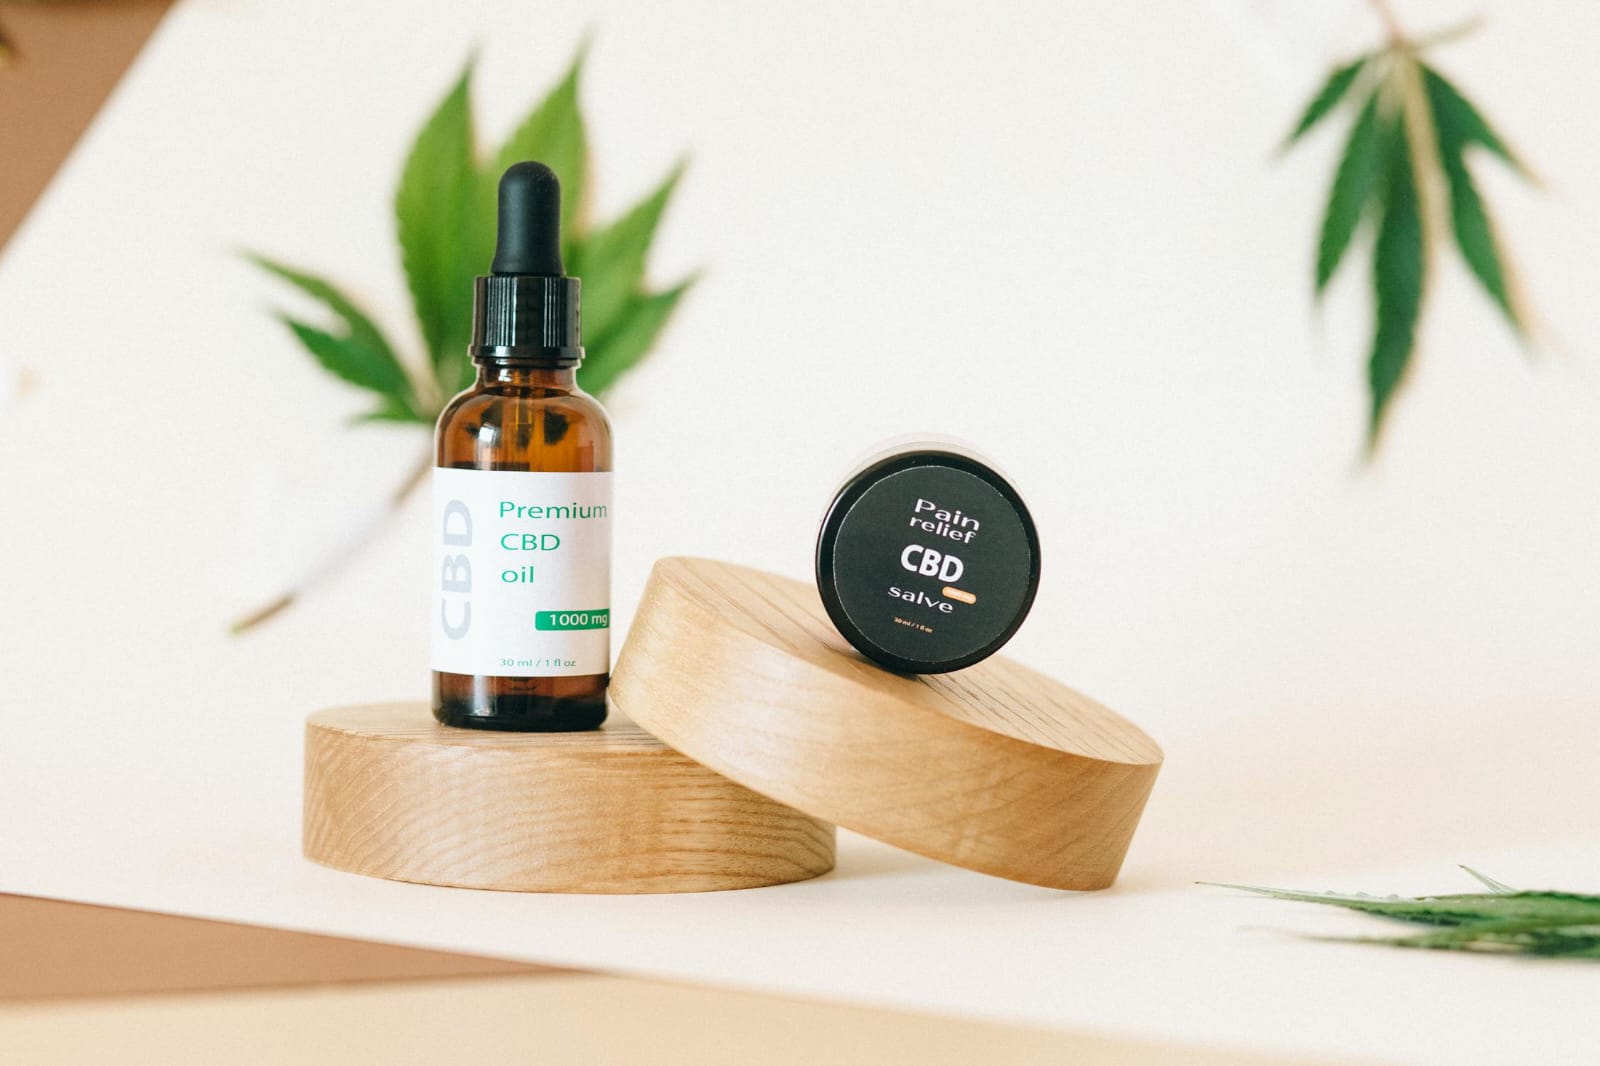 CBD
Premium
CBD
oil
1000 mg
30 ml / 1 fl oz
Pain
relief
CBD
salve
30 ml / 1 fl oz